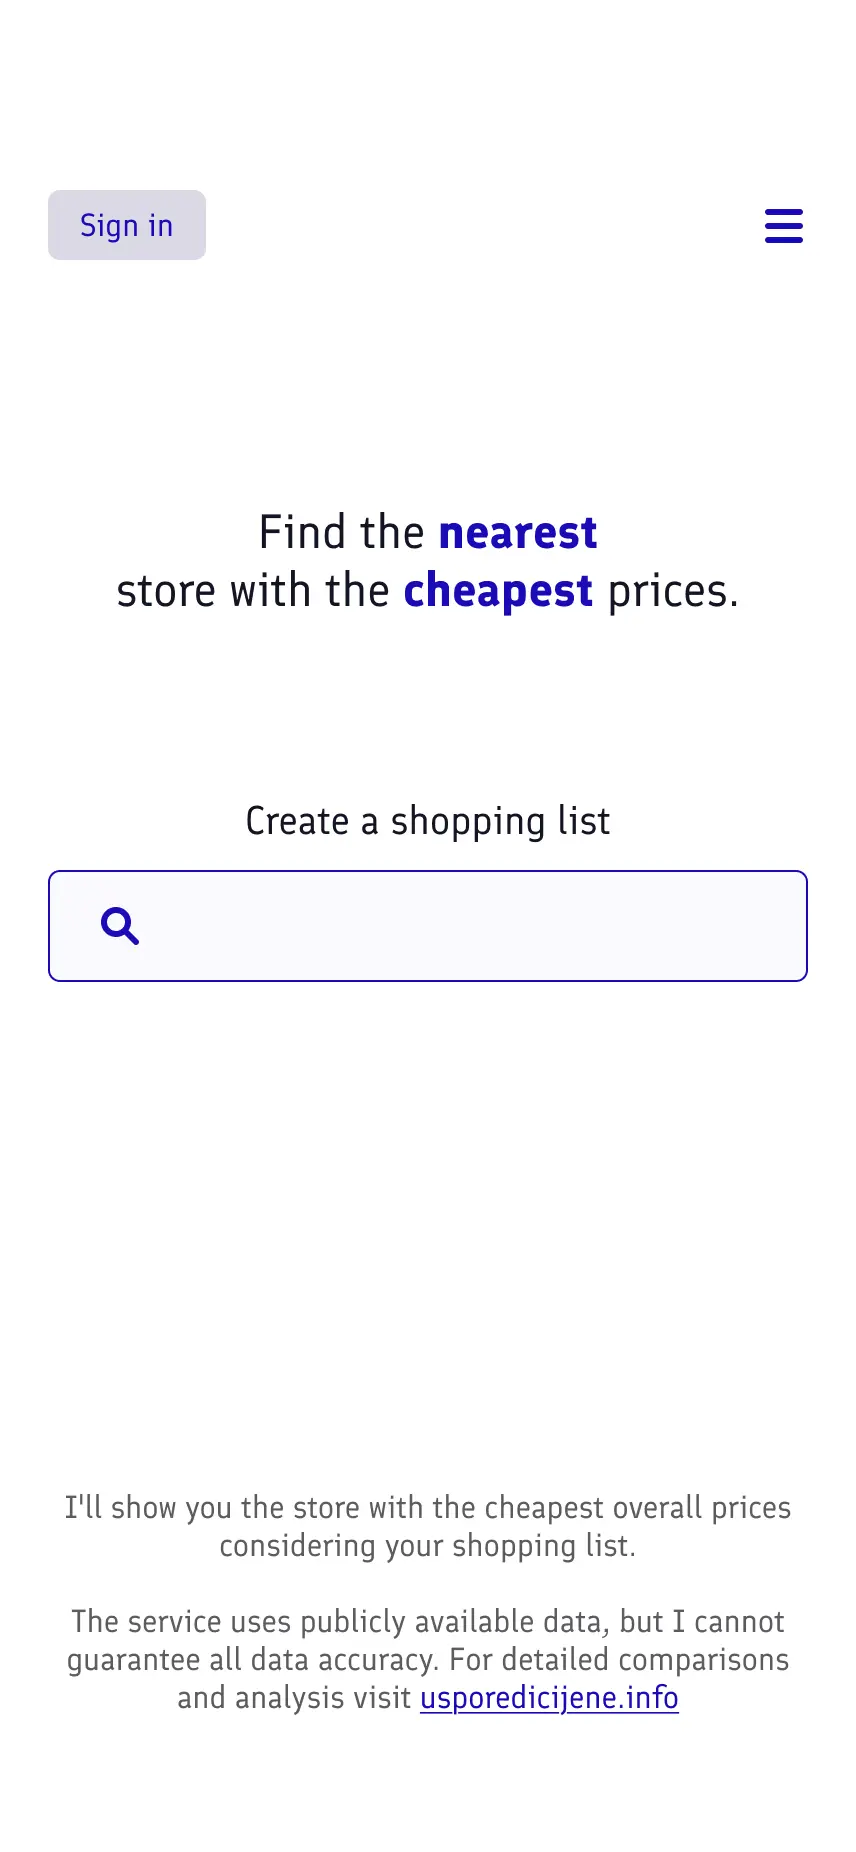 Sign in
Find the nearest
store with the cheapest prices.
Create a shopping list
I'll show you the store with the cheapest overall prices
considering your shopping list.
The service uses publicly available data, but I cannot
guarantee all data accuracy. For detailed comparisons
and analysis visit usporedicijene.info